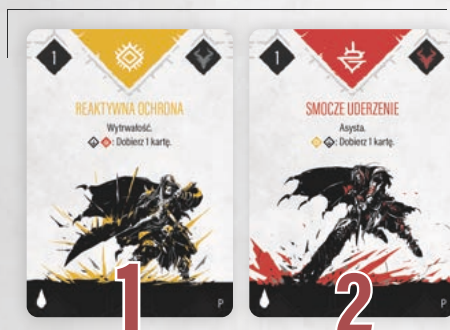 1
REAKTYWNA OCHRONA
Wytrwałość.
: Dobierz 1 kartę.
P
1
1
SMOCZE UDERZENIE
Asysta.
: Dobierz 1 kartę.
P
2